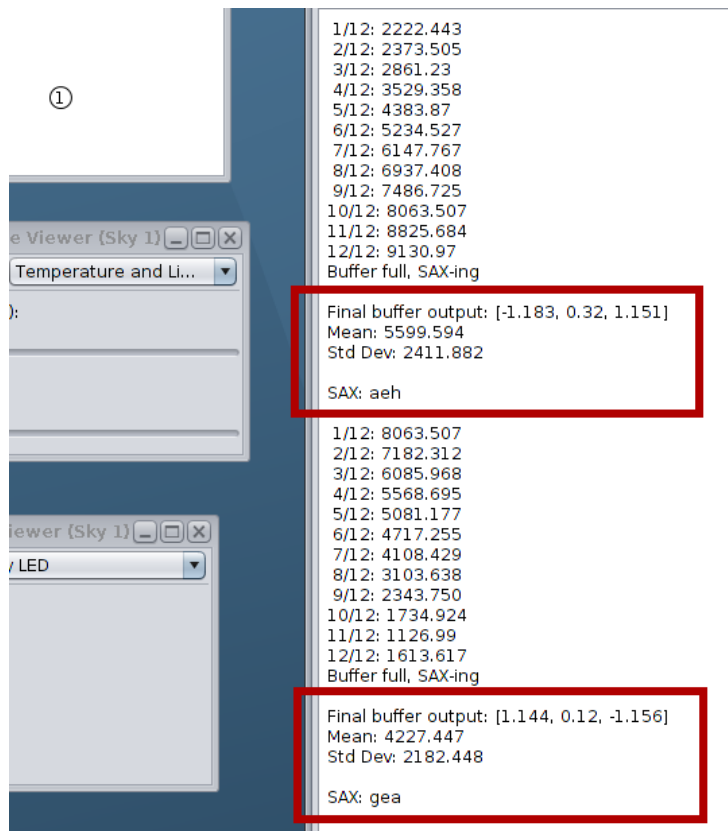 ①
e Viewer (Sky 1)
Temperature and Li...
):
iewer (Sky 1)
y LED
1/12: 2222.443
2/12: 2373.505
3/12: 2861.23
4/12: 3529.358
5/12: 4383.87
6/12: 5234.527
7/12: 6147.767
8/12: 6937.408
9/12: 7486.725
10/12: 8063.507
11/12: 8825.684
12/12: 9130.97
Buffer full, SAX-ing
Final buffer output: [-1.183, 0.32, 1.151]
Mean: 5599.594
Std Dev: 2411.882
SAX: aeh
1/12: 8063.507
2/12: 7182.312
3/12: 6085.968
4/12: 5568.695
5/12: 5081.177
6/12: 4717.255
7/12: 4108.429
8/12: 3103.638
9/12: 2343.750
10/12: 1734.924
11/12: 1126.99
12/12: 1613.617
Buffer full, SAX-ing
Final buffer output: [1.144, 0.12, -1.156]
Mean: 4227.447
Std Dev: 2182.448
SAX: gea